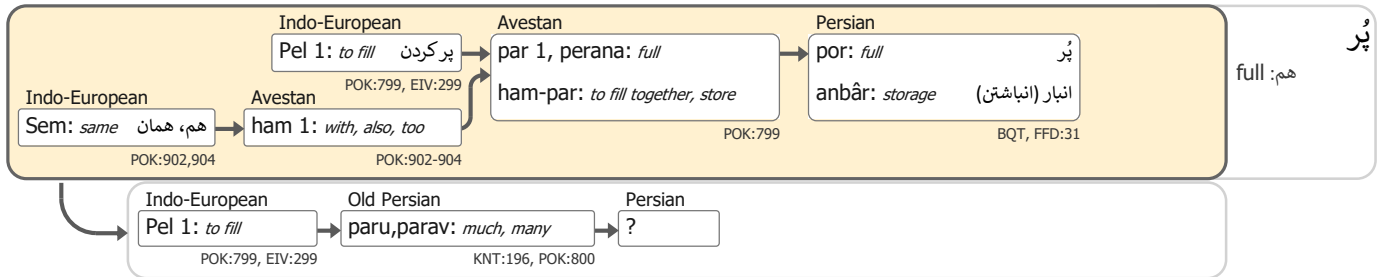 Indo-European
Pel 1: to fill پر کردن
POK:799, EIV:299
Indo-European
Sem: same هم، همان
POK:902,904
Avestan
ham 1: with, also, too
POK:902-904
Avestan
par 1, perana: full
ham-par: to fill together, store
POK:799
Persian
por: full پُر
anbâr: storage انبار (انباشتن)
BQT, FFD:31
پُر
هم: full
Indo-European
Pel 1: to fill
POK:799, EIV:299
Old Persian
paru,parav: much, many
KNT:196, POK:800
Persian
?